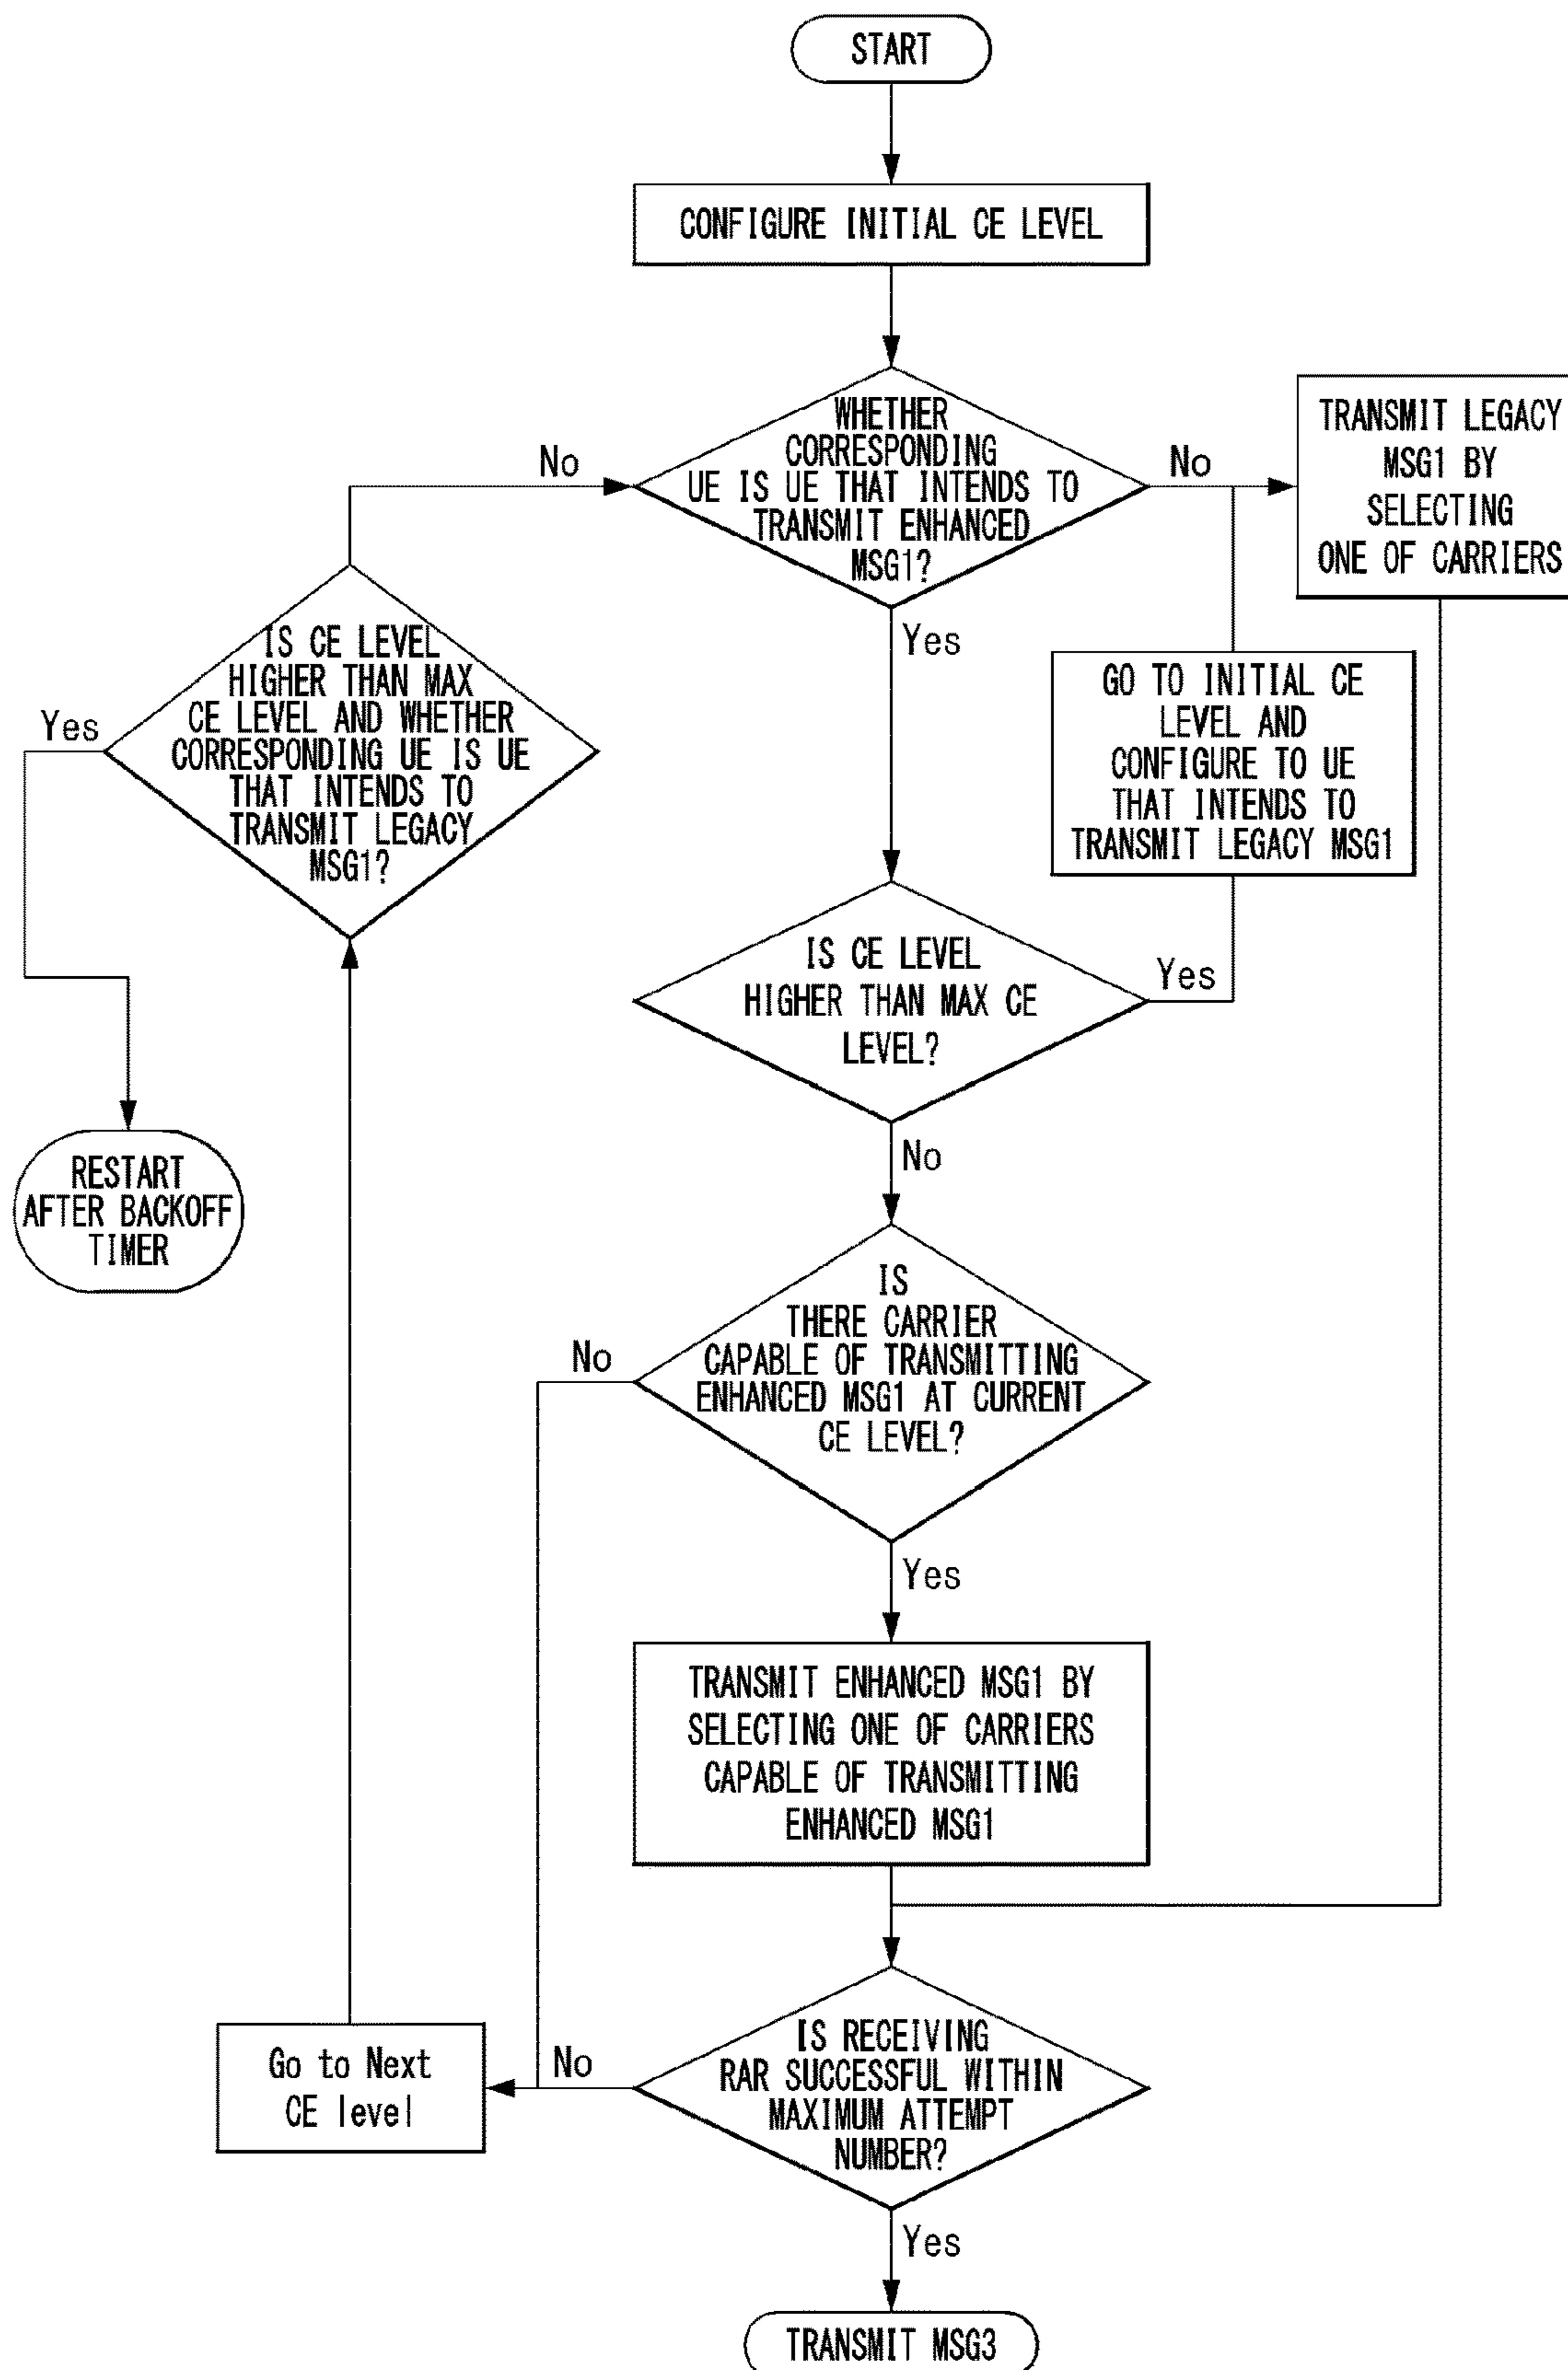 START
CONFIGURE INITIAL CE LEVEL
WHETHER
CORRESPONDING
UE IS UE THAT INTENDS TO
TRANSMIT ENHANCED
MSG1?
No
No
Yes
TRANSMIT LEGACY
MSG1 BY
SELECTING
ONE OF CARRIERS
IS CE LEVEL
HIGHER THAN MAX
CE LEVEL AND WHETHER
CORRESPONDING UE IS UE
THAT INTENDS TO
TRANSMIT LEGACY
MSG1?
Yes
GO TO INITIAL CE
LEVEL AND
CONFIGURE TO UE
THAT INTENDS TO
TRANSMIT LEGACY MSG1
IS CE LEVEL
HIGHER THAN MAX CE
LEVEL?
Yes
No
RESTART
AFTER BACKOFF
TIMER
IS
THERE CARRIER
CAPABLE OF TRANSMITTING
ENHANCED MSG1 AT CURRENT
CE LEVEL?
No
Yes
TRANSMIT ENHANCED MSG1 BY
SELECTING ONE OF CARRIERS
CAPABLE OF TRANSMITTING
ENHANCED MSG1
IS RECEIVING
RAR SUCCESSFUL WITHIN
MAXIMUM ATTEMPT
NUMBER?
No
Go to Next
CE level
Yes
TRANSMIT MSG3